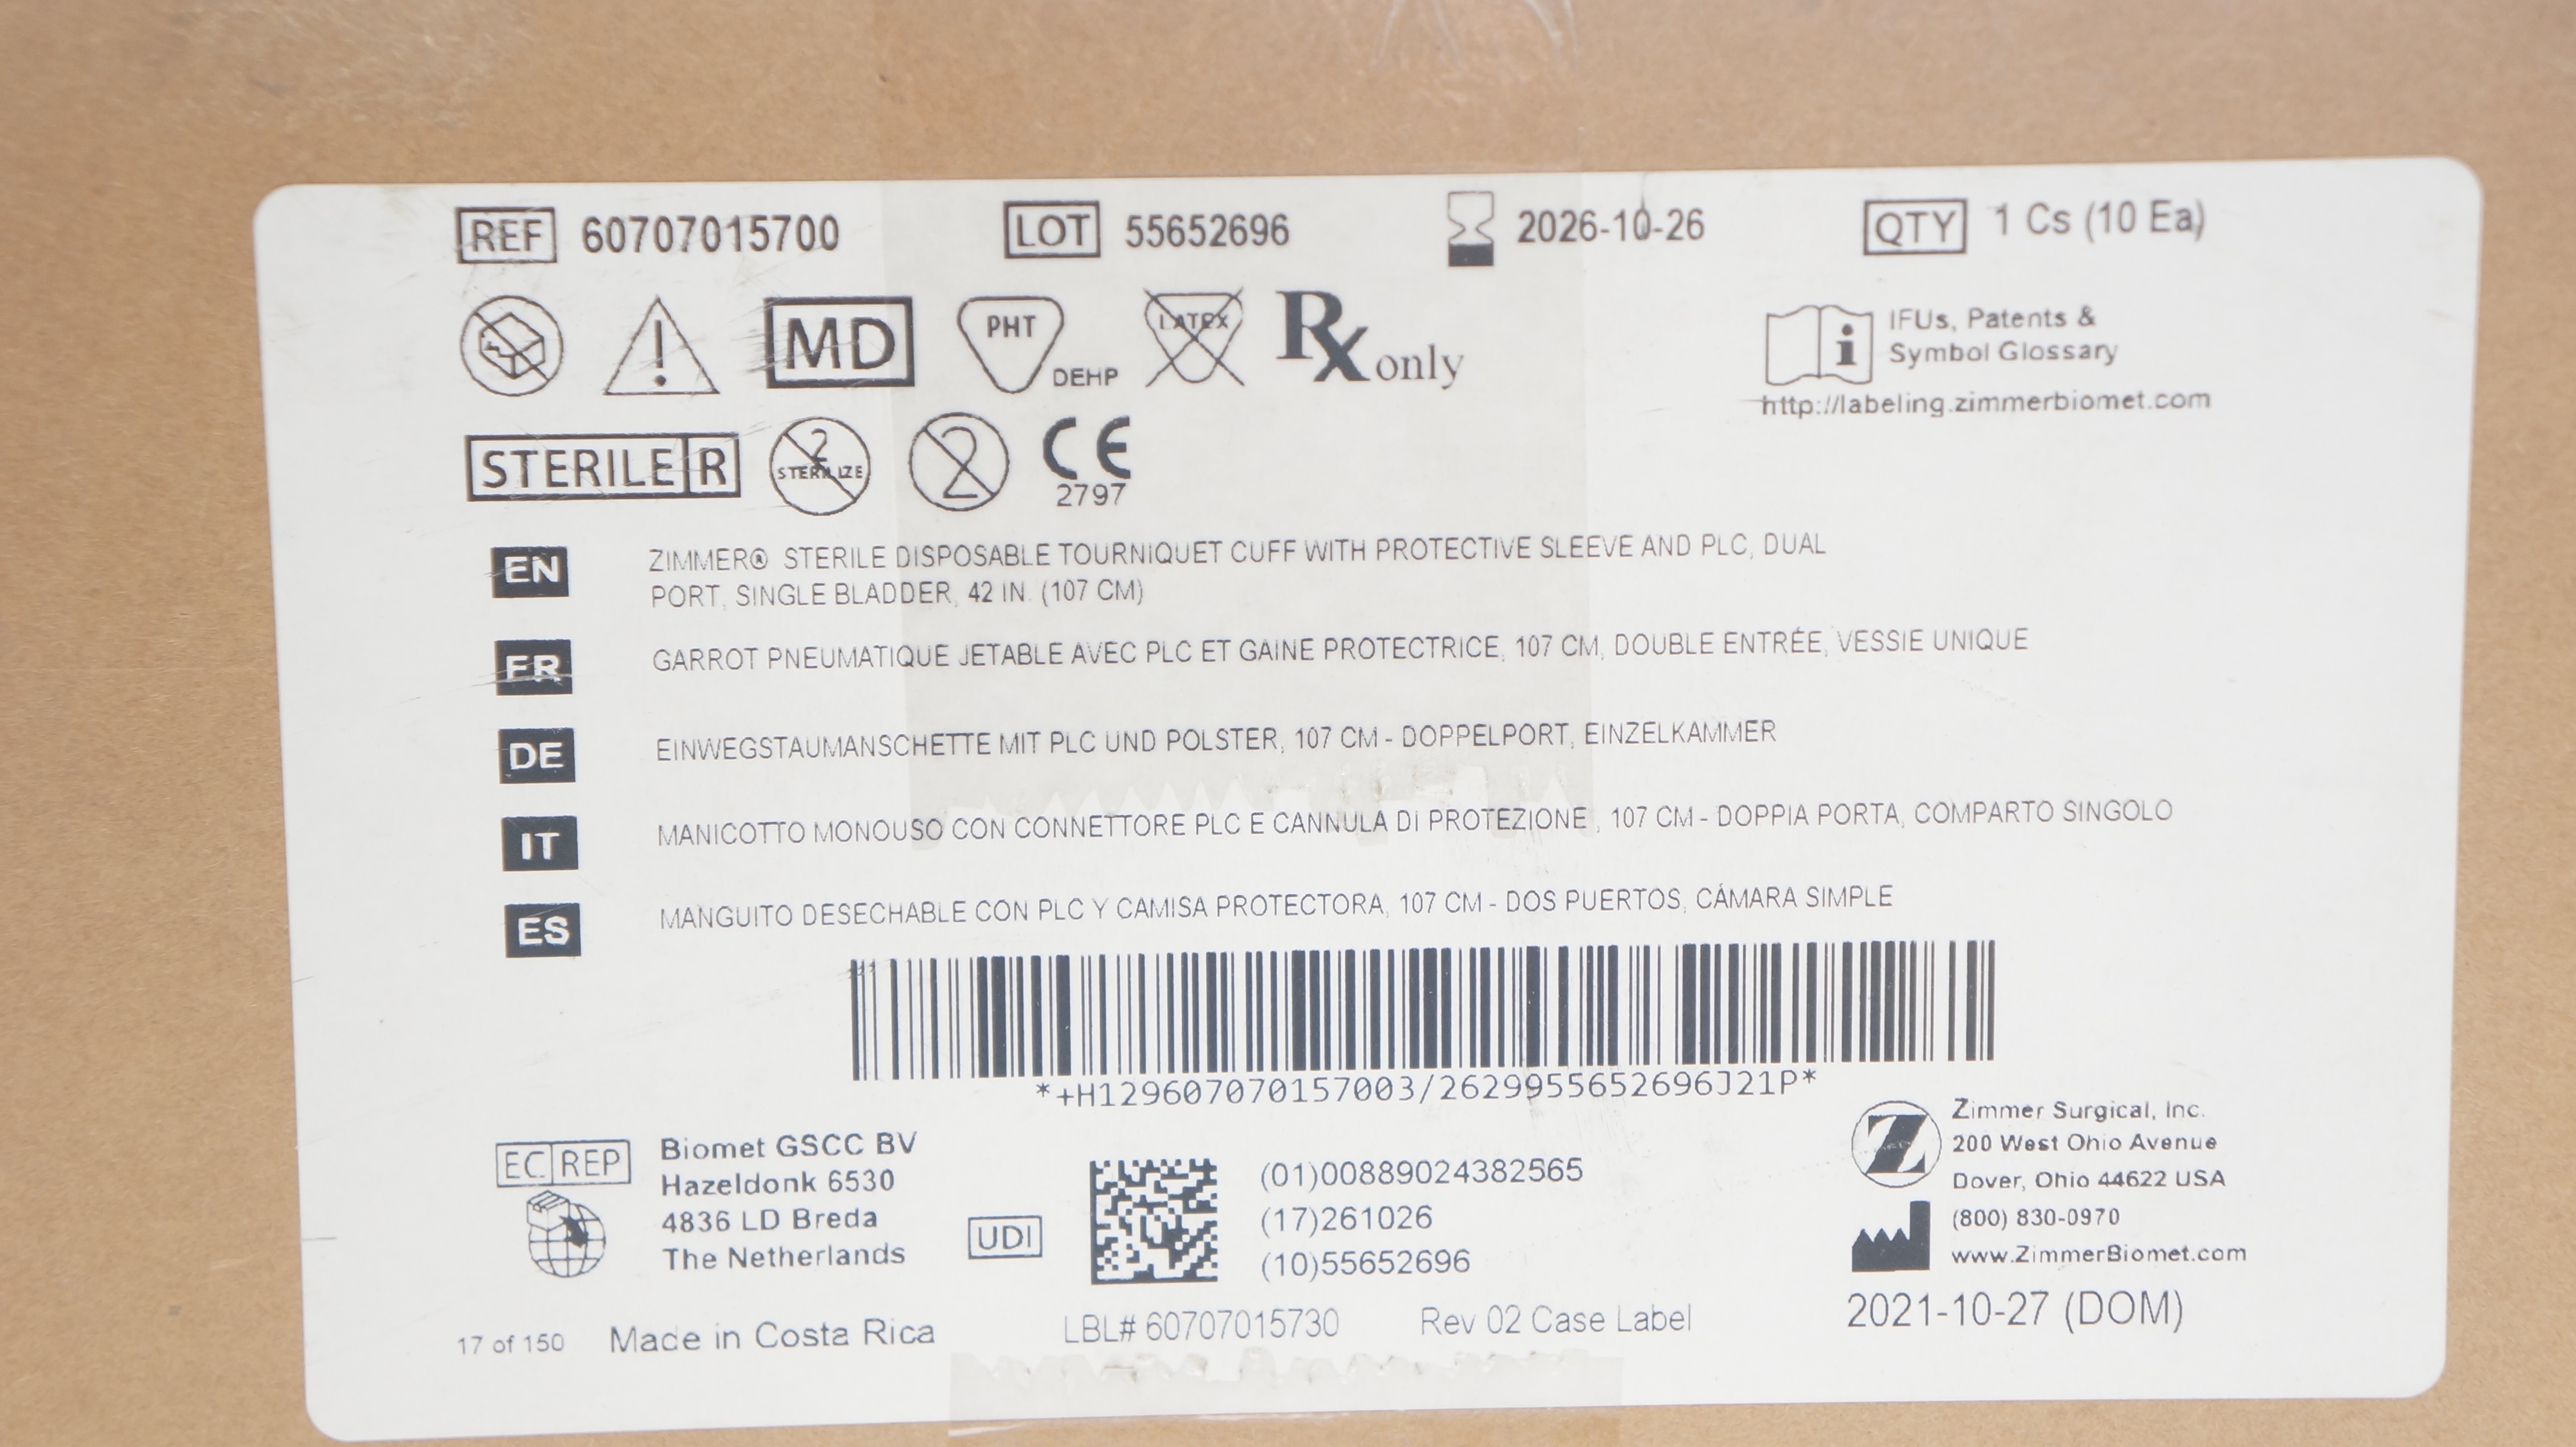 REF 60707015700 LOT 55652696 2026-10-26 QTY 1 Cs (10 Ea)
MD PHT DEHP LATEX Rx only
IFUs, Patents &
Symbol Glossary
http://labeling.zimmerbiomet.com
STERILE R 2 STERILIZE 2 CE 2797
EN ZIMMER® STERILE DISPOSABLE TOURNIQUET CUFF WITH PROTECTIVE SLEEVE AND PLC, DUAL
PORT, SINGLE BLADDER, 42 IN. (107 CM)
FR GARROT PNEUMATIQUE JETABLE AVEC PLC ET GAINE PROTECTRICE, 107 CM, DOUBLE ENTRÉE, VESSIE UNIQUE
DE EINWEGSTAUMANSCHETTE MIT PLC UND POLSTER, 107 CM - DOPPELPORT, EINZELKAMMER
IT MANICOTTO MONOUSO CON CONNETTORE PLC E CANNULA DI PROTEZIONE , 107 CM - DOPPIA PORTA, COMPARTO SINGOLO
ES MANGUITO DESECHABLE CON PLC Y CAMISA PROTECTORA, 107 CM - DOS PUERTOS, CÁMARA SIMPLE
*+H129607070157003/2629955652696J21P*
EC REP
Biomet GSCC BV
Hazeldonk 6530
4836 LD Breda
The Netherlands
UDI
(01)00889024382565
(17)261026
(10)55652696
Z
Zimmer Surgical, Inc.
200 West Ohio Avenue
Dover, Ohio 44622 USA
(800) 830-0970
www.ZimmerBiomet.com
17 of 150 Made in Costa Rica LBL# 60707015730 Rev 02 Case Label 2021-10-27 (DOM)